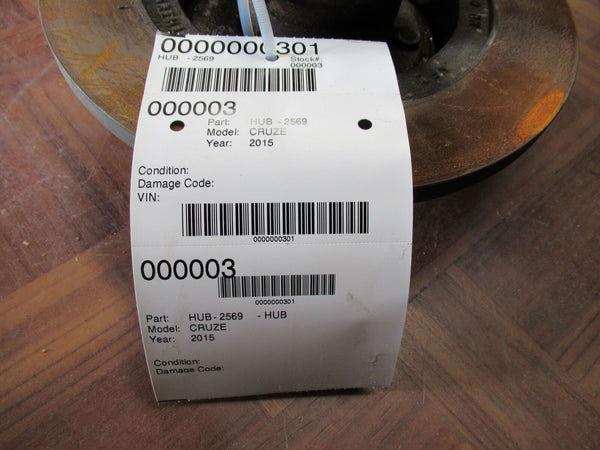 0000000301
HUB - 2569 Stock#:
000003
000003
Part: HUB - 2569
Model: CRUZE
Year: 2015
Condition:
Damage Code:
VIN:
0000000301
000003
0000000301
Part: HUB - 2569 - HUB
Model: CRUZE
Year: 2015
Condition:
Damage Code: